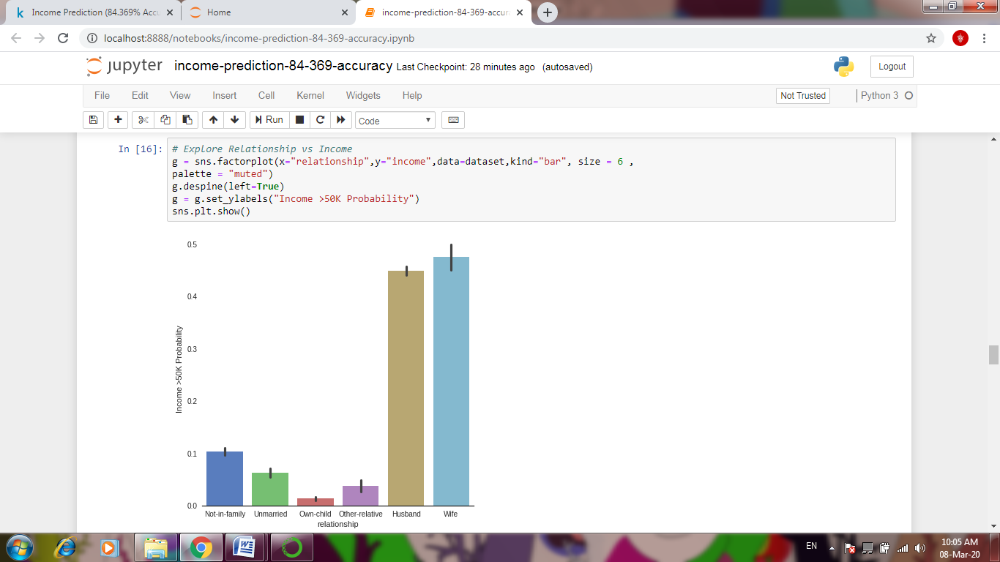 k Income Prediction (84.369% Accu
Home
income-prediction-84-369-accura
localhost:8888/notebooks/income-prediction-84-369-accuracy.ipynb
jupyter income-prediction-84-369-accuracy Last Checkpoint: 28 minutes ago (autosaved)
Logout
File Edit View Insert Cell Kernel Widgets Help
Not Trusted
Python 3
Run
Code
In [16]:
# Explore Relationship vs Income
g = sns.factorplot(x="relationship",y="income",data=dataset,kind="bar", size = 6 ,
palette = "muted")
g.despine(left=True)
g = g.set_ylabels("Income >50K Probability")
sns.plt.show()
0.5
0.4
0.3
0.2
0.1
0.0
Income >50K Probability
Not-in-family Unmarried Own-child Other-relative Husband Wife
relationship
EN
10:05 AM
08-Mar-20